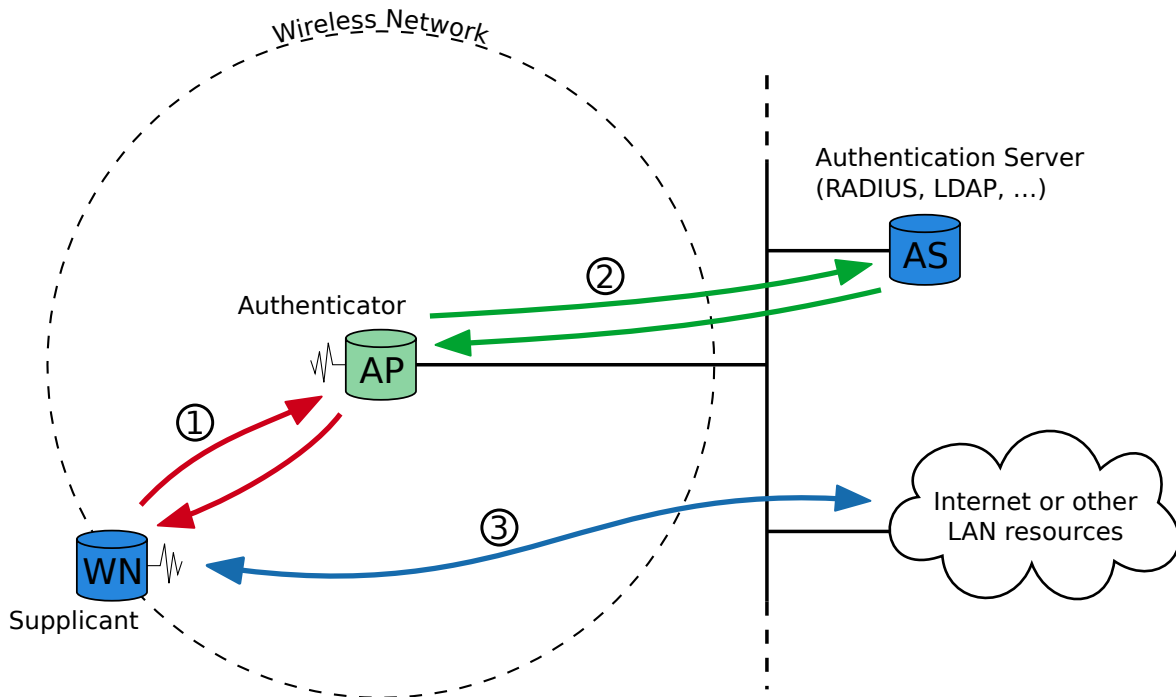 Wireless Network
Authentication Server
(RADIUS, LDAP, ...)
AS
②
Authenticator
AP
①
③
Internet or other
LAN resources
WN
Supplicant